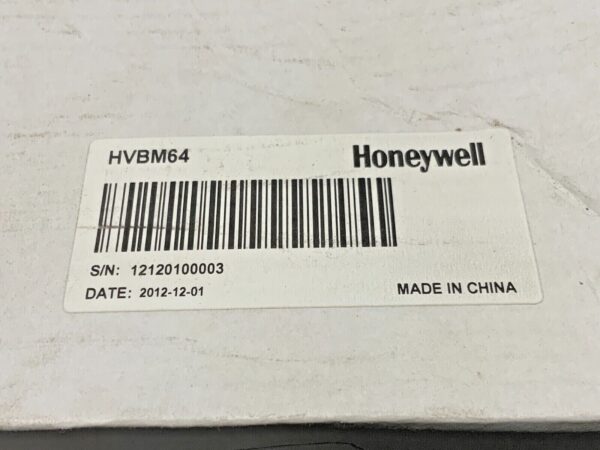 HVBM64 Honeywell
S/N: 12120100003
DATE: 2012-12-01 MADE IN CHINA